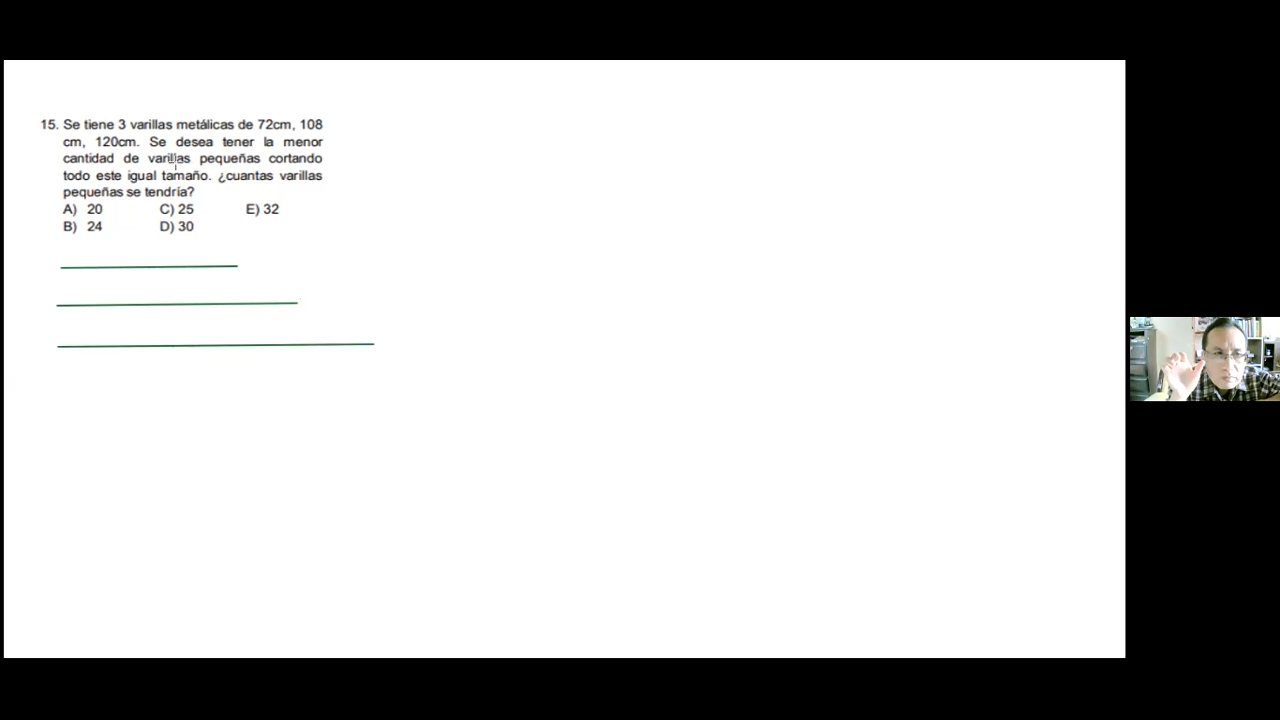 15. Se tiene 3 varillas metálicas de 72cm, 108
cm, 120cm. Se desea tener la menor
cantidad de varillas pequeñas cortando
todo este igual tamaño. ¿cuantas varillas
pequeñas se tendría?
A) 20 C) 25 E) 32
B) 24 D) 30